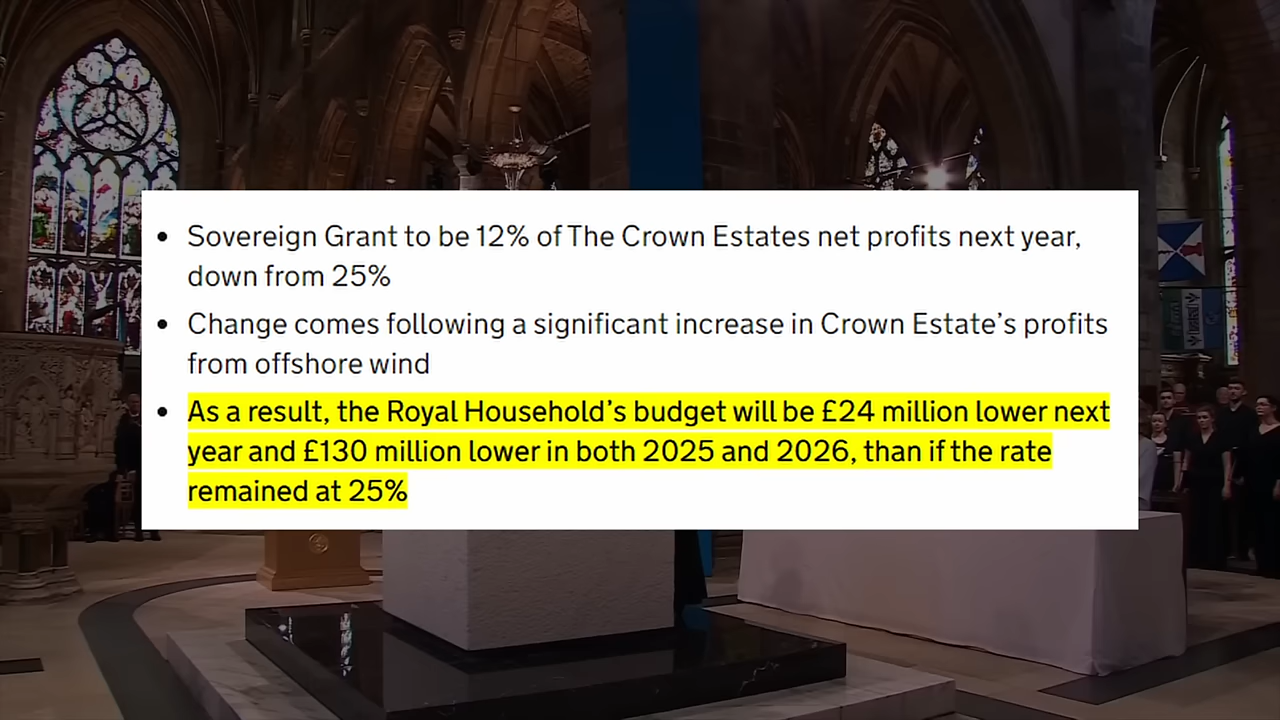 • Sovereign Grant to be 12% of The Crown Estates net profits next year,
down from 25%
• Change comes following a significant increase in Crown Estate's profits
from offshore wind
• As a result, the Royal Household's budget will be £24 million lower next
year and £130 million lower in both 2025 and 2026, than if the rate
remained at 25%